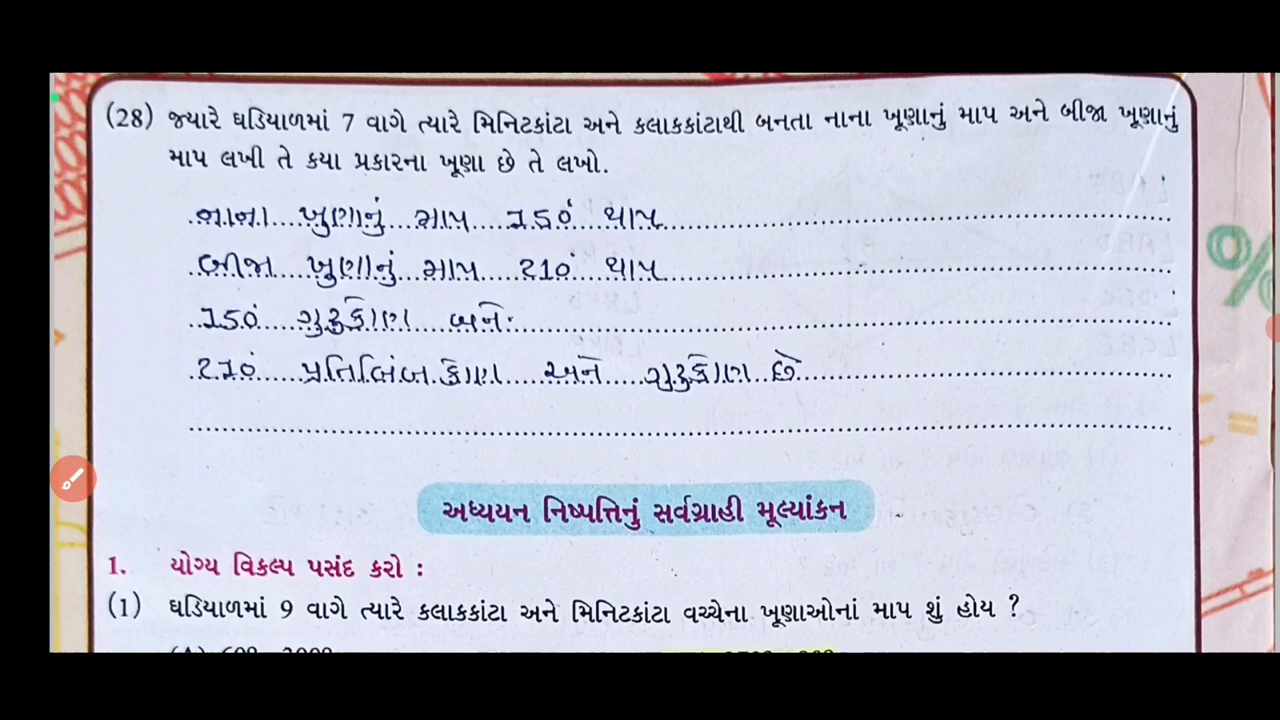 (28) જ્યારે ઘડિયાળમાં 7 વાગે ત્યારે મિનિટકાંટા અને કલાકકાંટાથી બનતા નાના ખૂણાનું માપ અને બીજા ખૂણાનું
માપ લખી તે કયા પ્રકારના ખૂણા છે તે લખો.
નાના ખુણાનું માપ 150° થાય
બીજા ખુણાનું માપ 210° થાય
150° ગુરુકોણ બને.
210° પ્રતિબિંબ કોણ અને ગુરુકોણ છે
અધ્યયન નિષ્પત્તિનું સર્વગ્રાહી મૂલ્યાંકન
1. યોગ્ય વિકલ્પ પસંદ કરો :
(1) ઘડિયાળમાં 9 વાગે ત્યારે કલાકકાંટા અને મિનિટકાંટા વચ્ચેના ખૂણાઓનાં માપ શું હોય ?
%